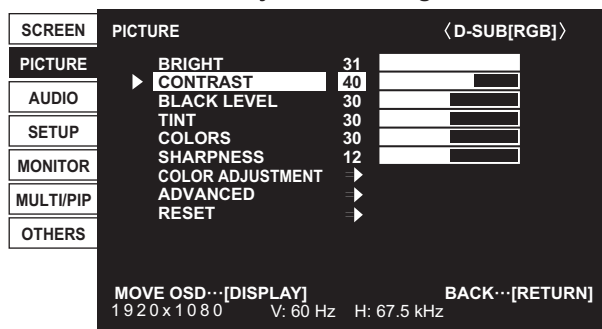 SCREEN
PICTURE
AUDIO
SETUP
MONITOR
MULTI/PIP
OTHERS
PICTURE 〈D-SUB[RGB]〉
BRIGHT 31
CONTRAST 40
BLACK LEVEL 30
TINT 30
COLORS 30
SHARPNESS 12
COLOR ADJUSTMENT
ADVANCED
RESET
MOVE OSD···[DISPLAY] BACK···[RETURN]
1920x1080 V: 60 Hz H: 67.5 kHz